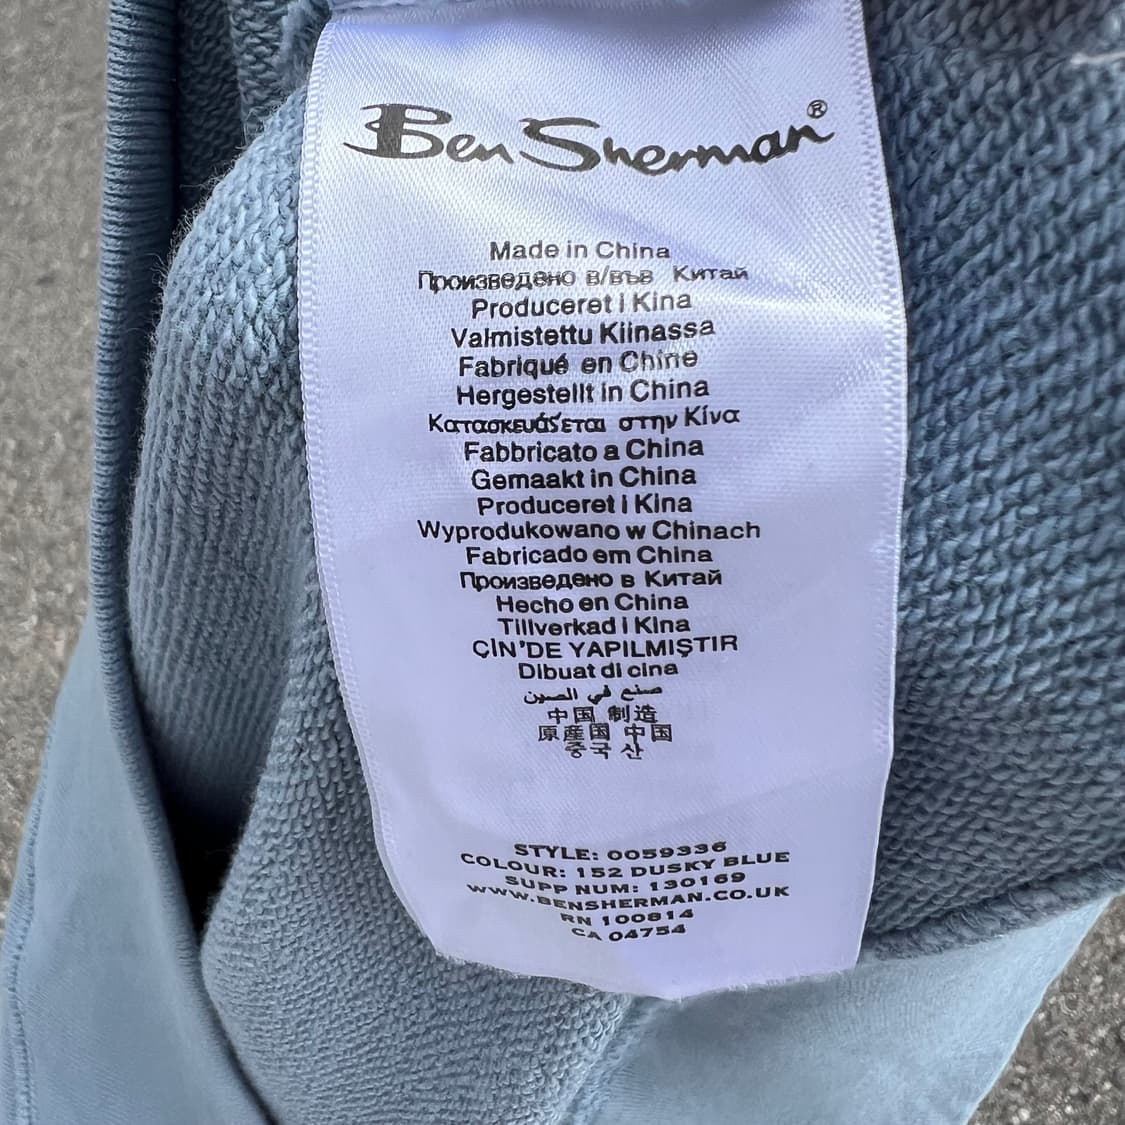 Ben Sherman®
Made in China
Произведено в/във Китай
Produceret i Kina
Valmistettu Kiinassa
Fabriqué en Chine
Hergestellt in China
Κατασκευάζεται στην Κίνα
Fabbricato a China
Gemaakt in China
Produceret i Kina
Wyprodukowano w Chinach
Fabricado em China
Произведено в Китай
Hecho en China
Tillverkad i Kina
ÇİN'DE YAPILMIŞTIR
Dibuat di cina
صنع في الصين
中国 制造
原産国 中国
중국 산
STYLE: 0059336
COLOUR: 152 DUSKY BLUE
SUPP NUM: 130169
WWW.BENSHERMAN.CO.UK
RN 100814
CA 04754